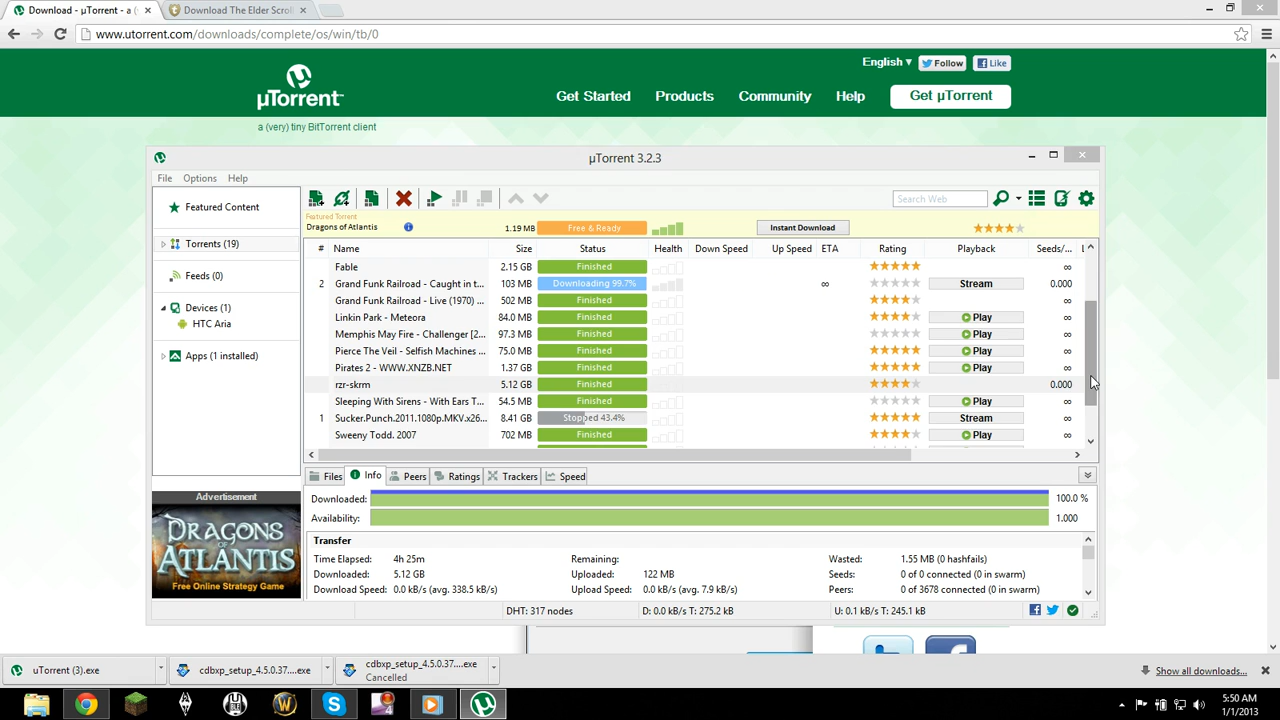 Download - µTorrent - a (
Download The Elder Scroll
www.utorrent.com/downloads/complete/os/win/tb/0
English ▾
Follow
Like
µTorrent™
Get Started
Products
Community
Help
Get µTorrent
a (very) tiny BitTorrent client
µTorrent 3.2.3
File Options Help
Search Web
Featured Content
Torrents (19)
Feeds (0)
Devices (1)
HTC Aria
Apps (1 installed)
Featured Torrent
Dragons of Atlantis 1.19 MB Free & Ready Instant Download
# Name Size Status Health Down Speed Up Speed ETA Rating Playback Seeds/...
Fable 2.15 GB Finished ∞
2 Grand Funk Railroad - Caught in t... 103 MB Downloading 99.7% ∞ Stream 0.000
Grand Funk Railroad - Live (1970) ... 502 MB Finished ∞
Linkin Park - Meteora 84.0 MB Finished Play ∞
Memphis May Fire - Challenger [2... 97.3 MB Finished Play ∞
Pierce The Veil - Selfish Machines ... 75.0 MB Finished Play ∞
Pirates 2 - WWW.XNZB.NET 1.37 GB Finished Play ∞
rzr-skrm 5.12 GB Finished 0.000
Sleeping With Sirens - With Ears T... 54.5 MB Finished Play ∞
1 Sucker.Punch.2011.1080p.MKV.x26... 8.41 GB Stopped 43.4% Stream ∞
Sweeny Todd. 2007 702 MB Finished Play ∞
Files Info Peers Ratings Trackers Speed
Downloaded: 100.0 %
Availability: 1.000
Transfer
Time Elapsed: 4h 25m Remaining: Wasted: 1.55 MB (0 hashfails)
Downloaded: 5.12 GB Uploaded: 122 MB Seeds: 0 of 0 connected (0 in swarm)
Download Speed: 0.0 kB/s (avg. 338.5 kB/s) Upload Speed: 0.0 kB/s (avg. 7.9 kB/s) Peers: 0 of 3678 connected (0 in swarm)
Advertisement
DRAGONS OF
ATLANTIS
Free Online Strategy Game
DHT: 317 nodes D: 0.0 kB/s T: 275.2 kB U: 0.1 kB/s T: 245.1 kB
uTorrent (3).exe
cdbxp_setup_4.5.0.37....exe
cdbxp_setup_4.5.0.37....exe
Cancelled
Show all downloads...
5:50 AM
1/1/2013